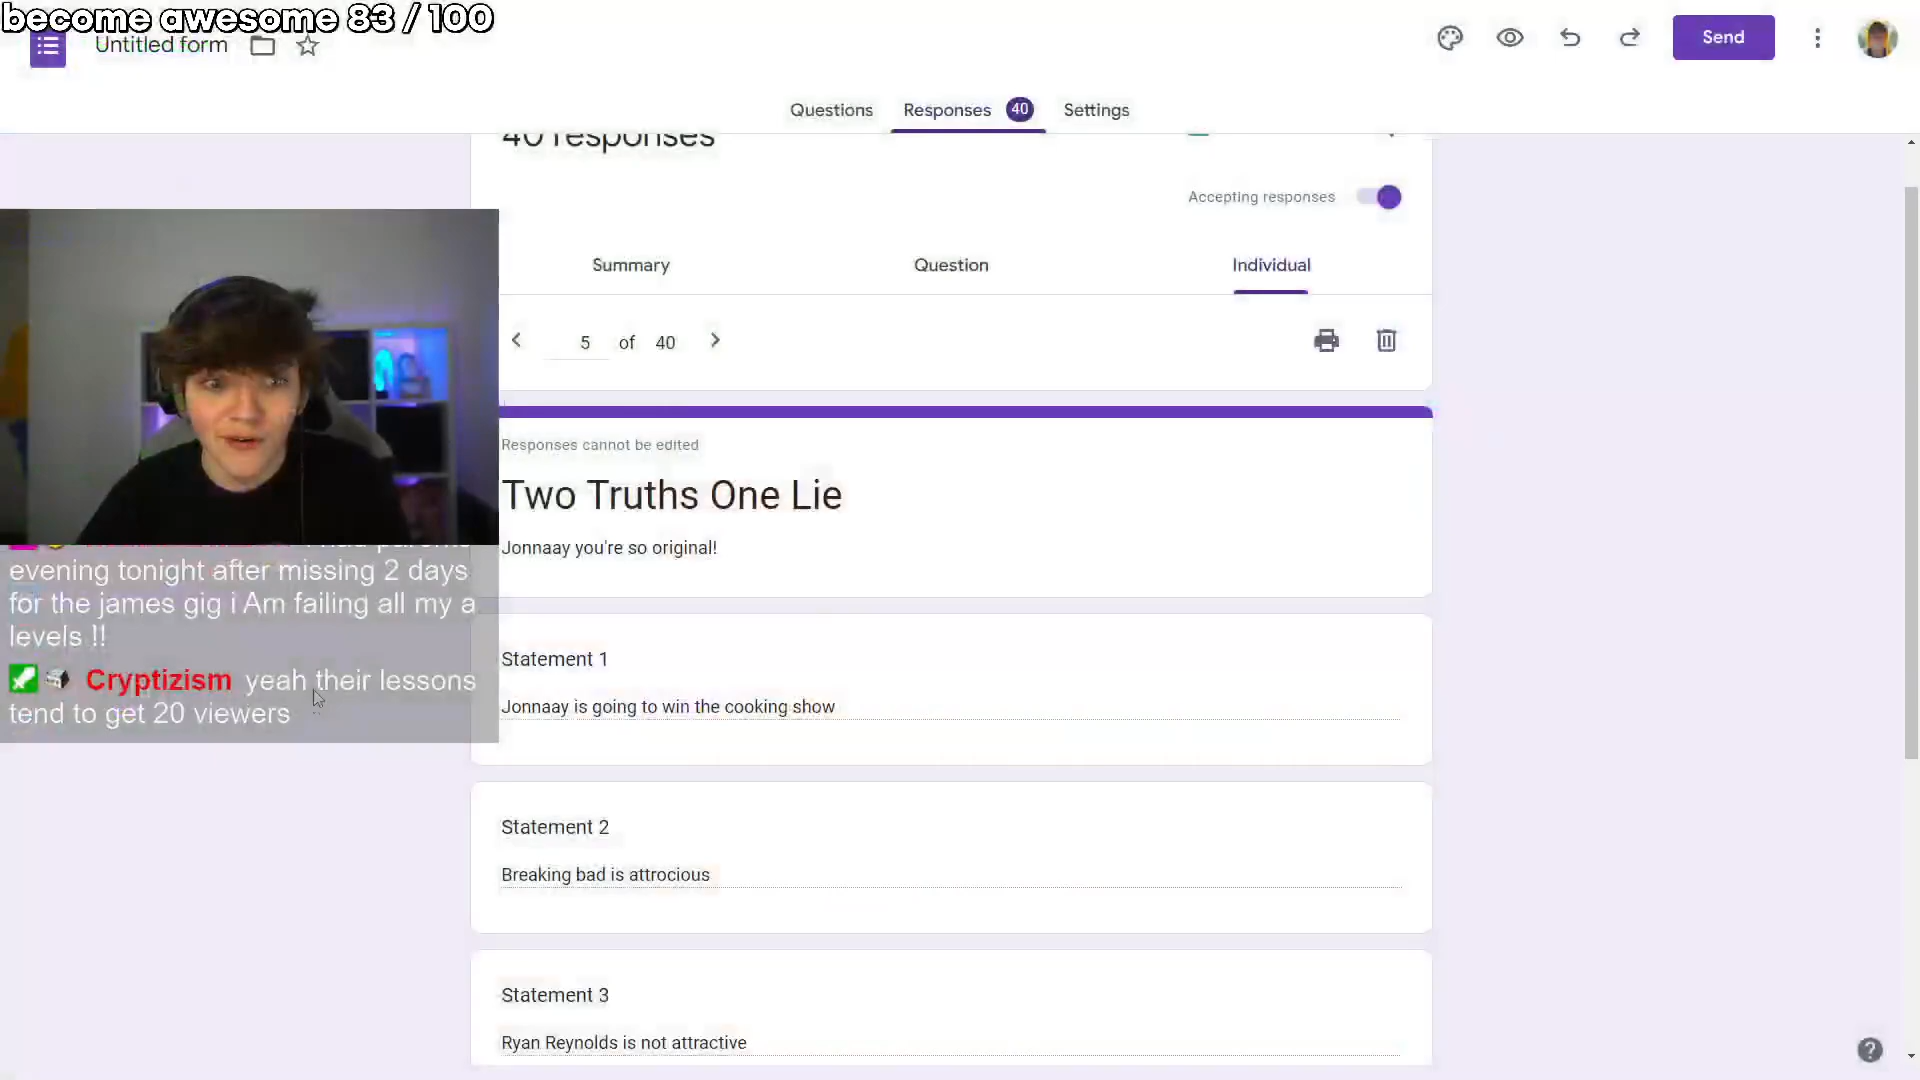 become awesome 83 / 100
Untitled form
Send
Questions
Responses 40
Settings
40 responses
Accepting responses
Summary
Question
Individual
5 of 40
Responses cannot be edited
Two Truths One Lie
Jonnaay you're so original!
evening tonight after missing 2 days
for the james gig i Am failing all my a
levels !!
Cryptizism yeah their lessons
tend to get 20 viewers
Statement 1
Jonnaay is going to win the cooking show
Statement 2
Breaking bad is attrocious
Statement 3
Ryan Reynolds is not attractive